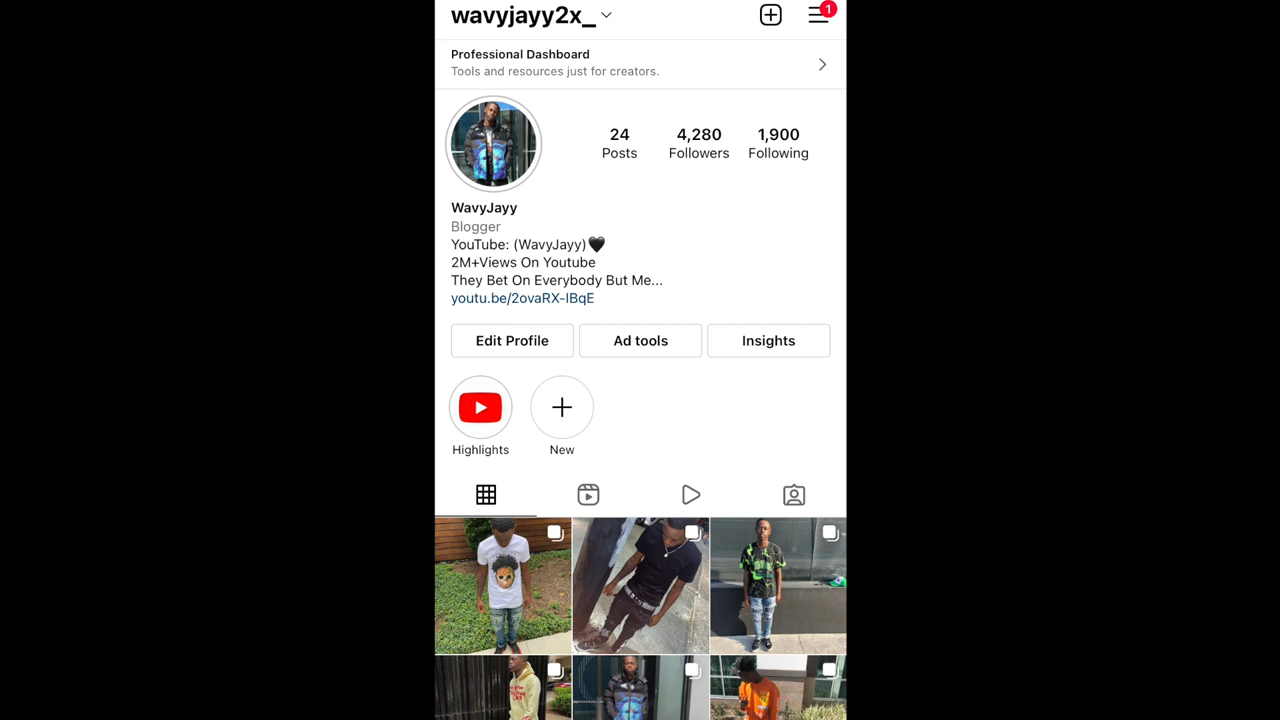 wavyjayy2x_
1
Professional Dashboard
Tools and resources just for creators.
24
Posts
4,280
Followers
1,900
Following
WavyJayy
Blogger
YouTube: (WavyJayy)🖤
2M+Views On Youtube
They Bet On Everybody But Me...
youtu.be/2ovaRX-IBqE
Edit Profile
Ad tools
Insights
Highlights
New